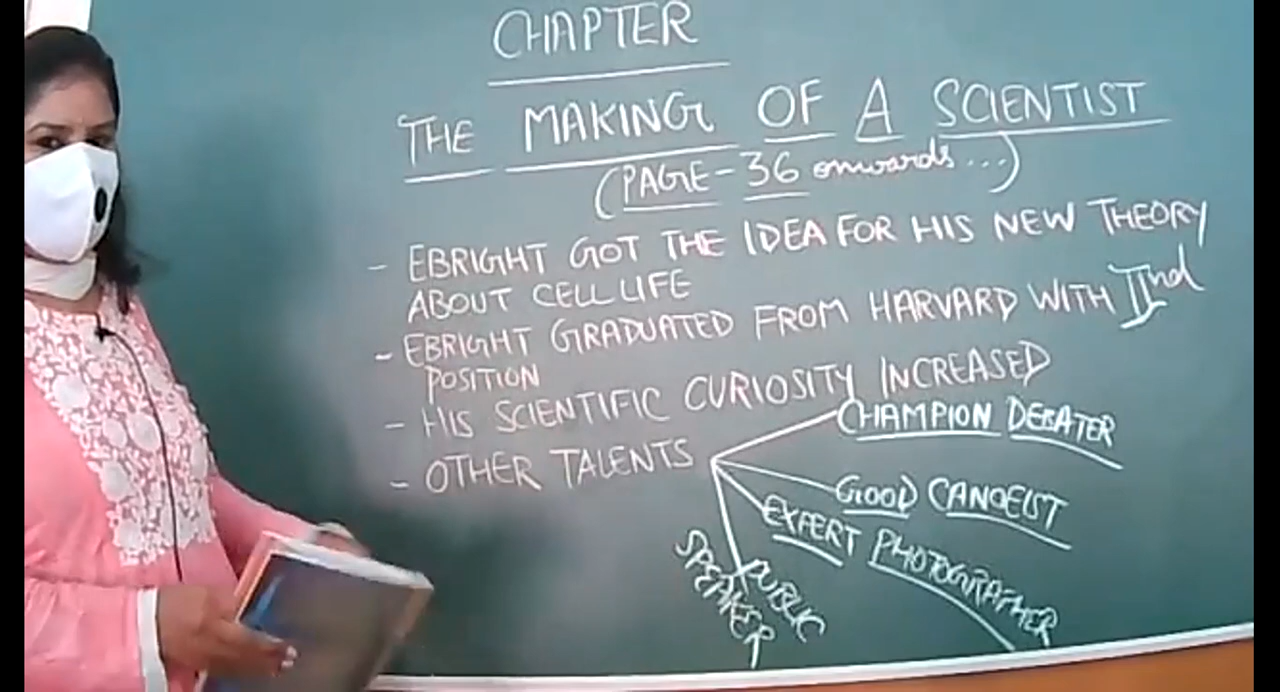 CHAPTER
THE MAKING OF A SCIENTIST
(PAGE-36 onwards...)
- EBRIGHT GOT THE IDEA FOR HIS NEW THEORY
ABOUT CELL LIFE
- EBRIGHT GRADUATED FROM HARVARD WITH IInd
POSITION
- HIS SCIENTIFIC CURIOSITY INCREASED
- OTHER TALENTS
CHAMPION DEBATER
GOOD CANOEIST
EXPERT PHOTOGRAPHER
PUBLIC
SPEAKER